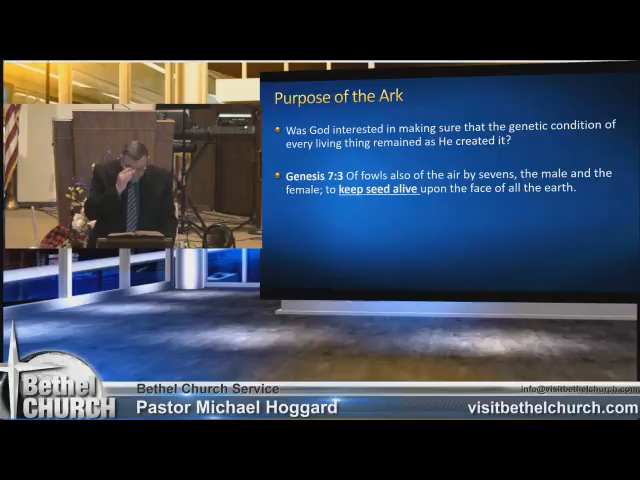 Purpose of the Ark
Was God interested in making sure that the genetic condition of
every living thing remained as He created it?
Genesis 7:3 Of fowls also of the air by sevens, the male and the
female; to keep seed alive upon the face of all the earth.
Bethel
CHURCH
Bethel Church Service
info@visitbethelchurch.com
Pastor Michael Hoggard
visitbethelchurch.com